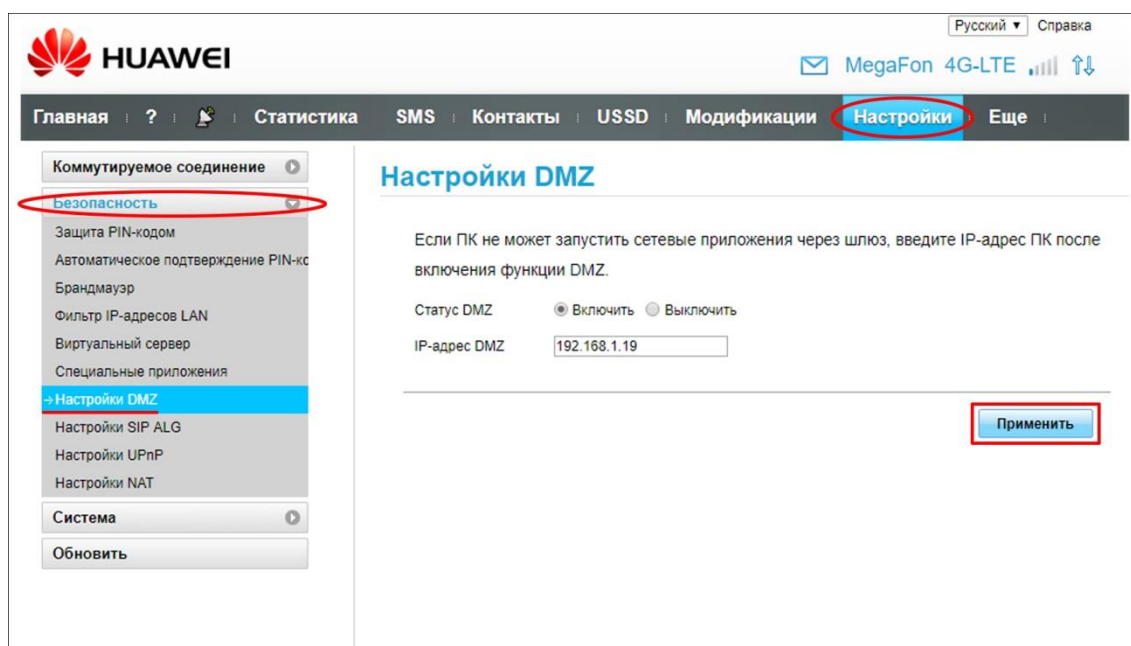 Русский ▼ Справка
HUAWEI
MegaFon 4G-LTE
Главная ? Статистика SMS Контакты USSD Модификации Настройки Еще
Коммутируемое соединение
Безопасность
Защита PIN-кодом
Автоматическое подтверждение PIN-кс
Брандмауэр
Фильтр IP-адресов LAN
Виртуальный сервер
Специальные приложения
→Настройки DMZ
Настройки SIP ALG
Настройки UPnP
Настройки NAT
Система
Обновить
Настройки DMZ
Если ПК не может запустить сетевые приложения через шлюз, введите IP-адрес ПК после
включения функции DMZ.
Статус DMZ Включить Выключить
IP-адрес DMZ 192.168.1.19
Применить